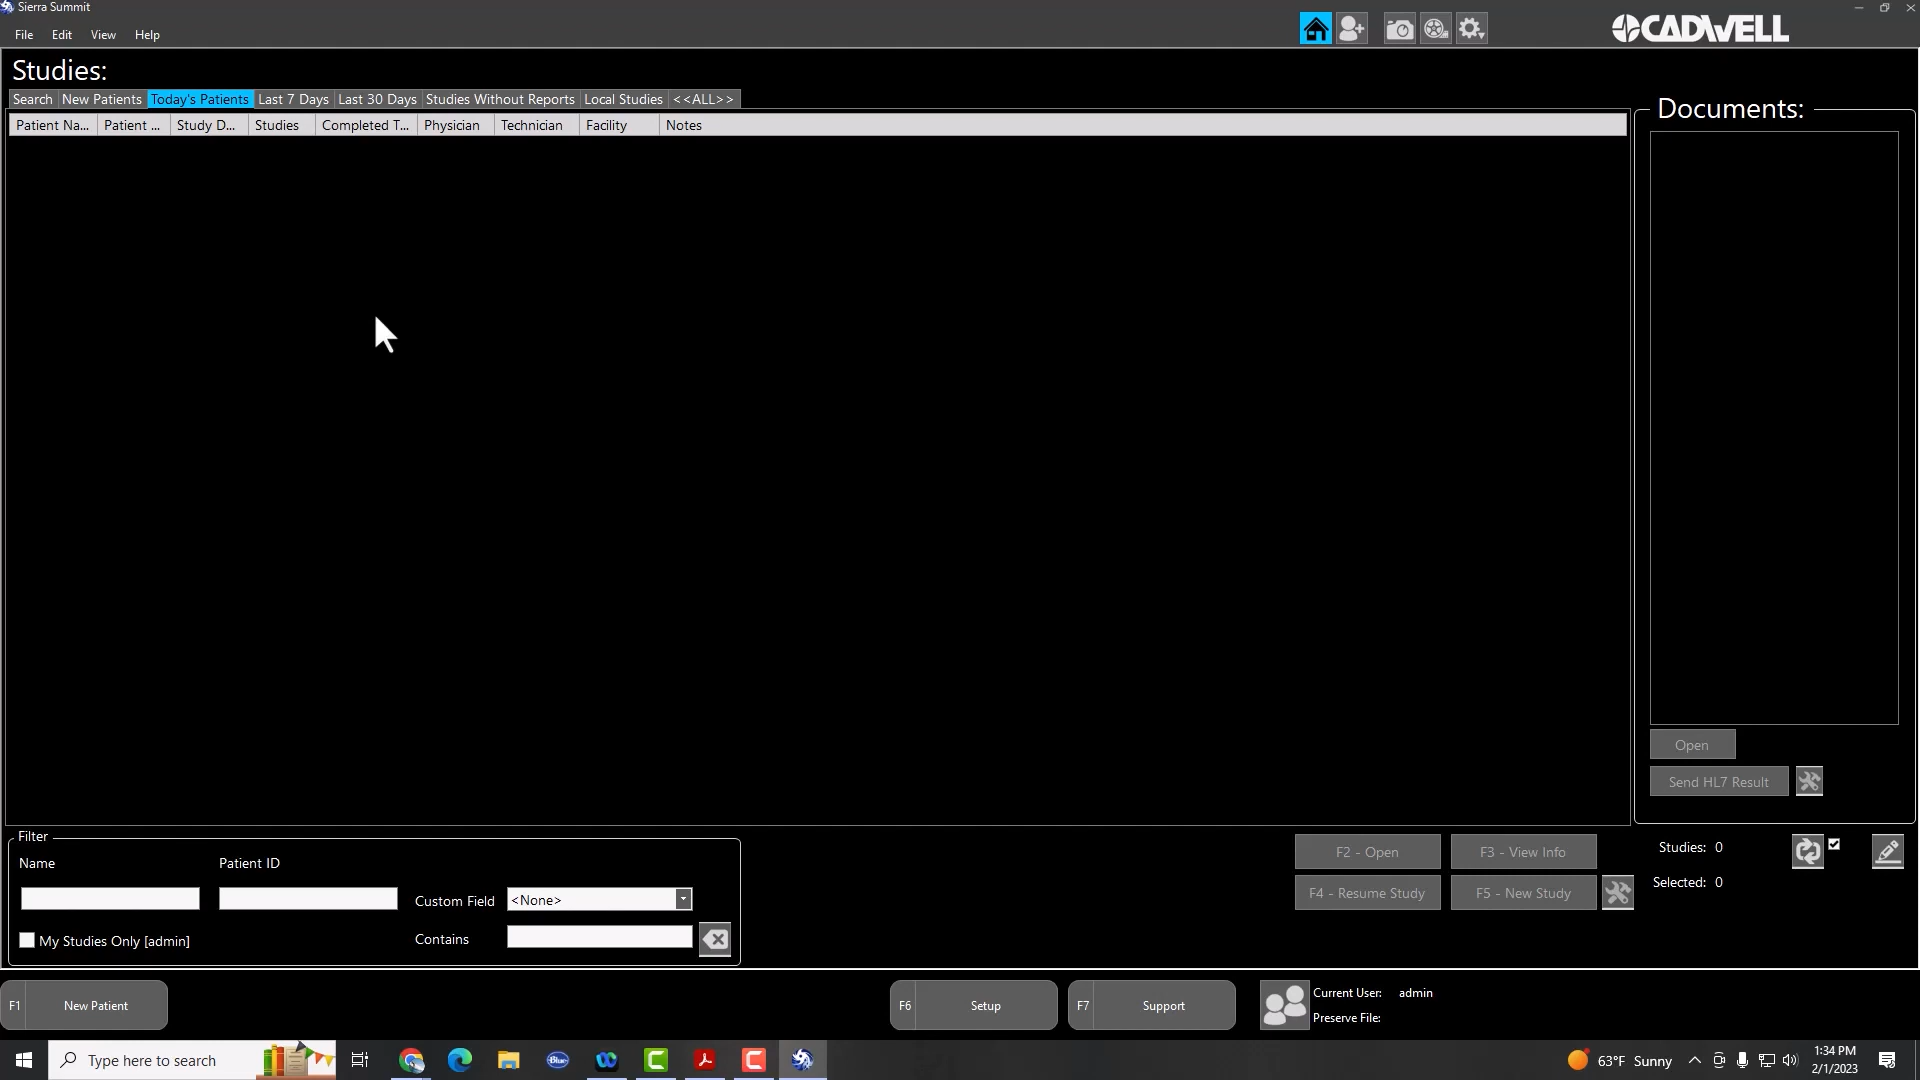 Sierra Summit
File Edit View Help
CADWELL
Studies:
Search New Patients Today's Patients Last 7 Days Last 30 Days Studies Without Reports Local Studies <<ALL>>
Documents:
Patient Na... Patient ... Study D... Studies Completed T... Physician Technician Facility Notes
Open
Send HL7 Result
Filter
Name Patient ID
Custom Field <None>
My Studies Only [admin] Contains
F2 - Open F3 - View Info
F4 - Resume Study F5 - New Study
Studies: 0
Selected: 0
F1 New Patient F6 Setup F7 Support
Current User: admin
Preserve File:
Type here to search
Blue
63°F Sunny
1:34 PM
2/1/2023